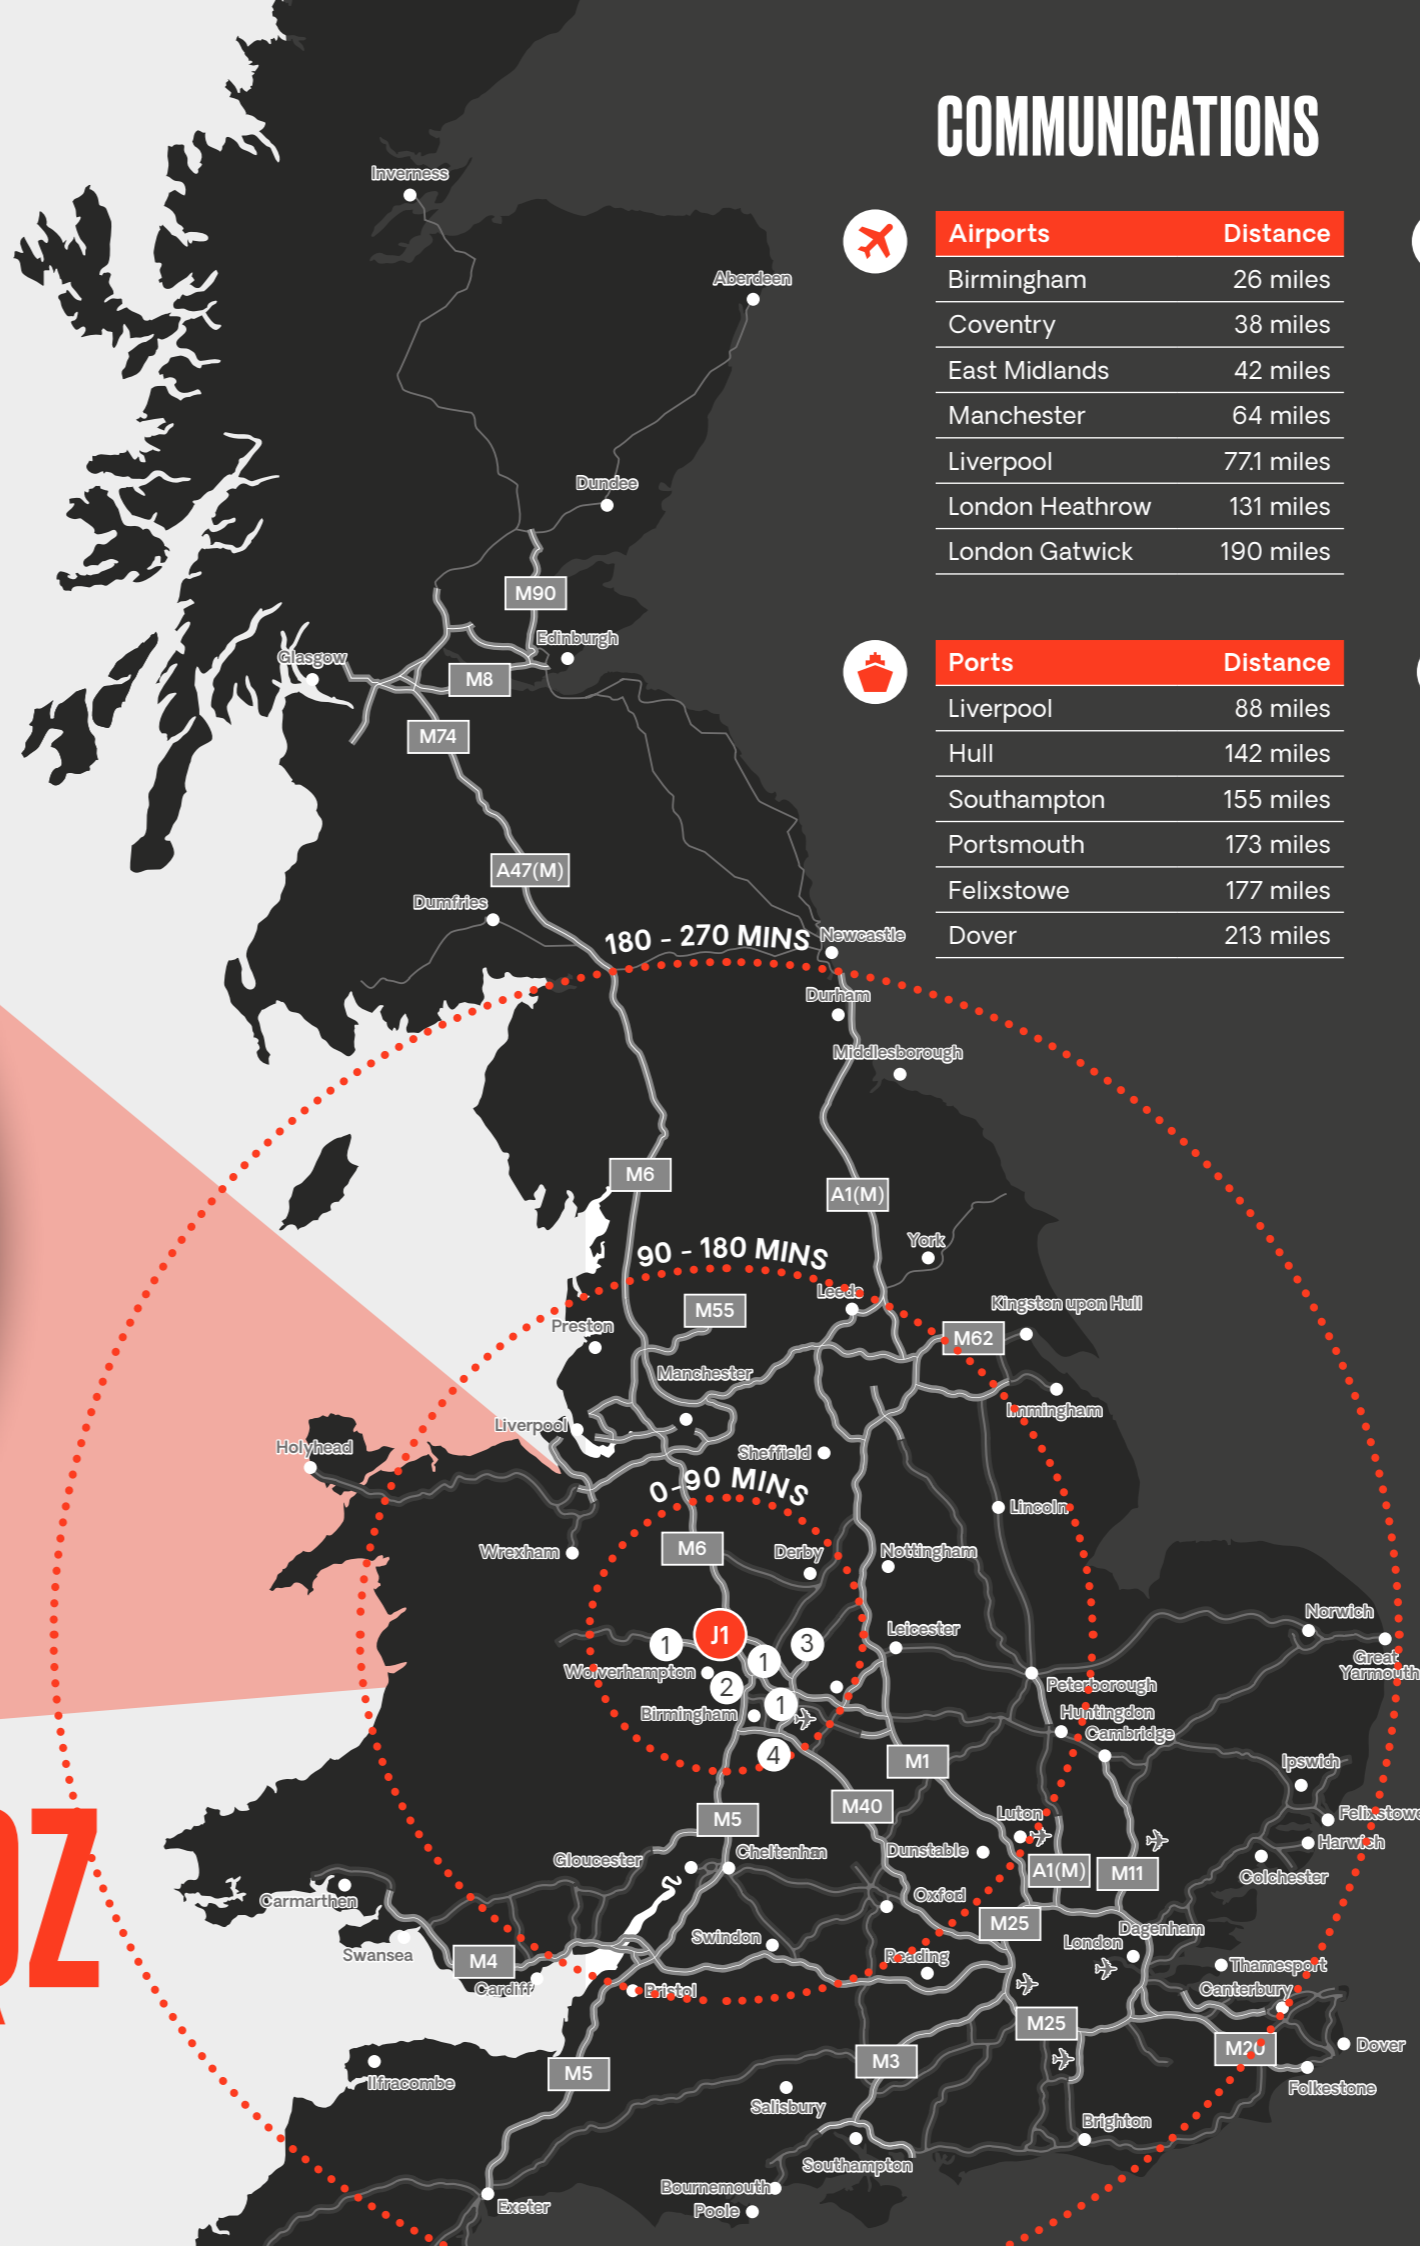 COMMUNICATIONS
Airports Distance
Birmingham 26 miles
Coventry 38 miles
East Midlands 42 miles
Manchester 64 miles
Liverpool 77.1 miles
London Heathrow 131 miles
London Gatwick 190 miles
Ports Distance
Liverpool 88 miles
Hull 142 miles
Southampton 155 miles
Portsmouth 173 miles
Felixstowe 177 miles
Dover 213 miles
Inverness
Aberdeen
Dundee
M90
Edinburgh
Glasgow
M8
M74
A47(M)
Dumfries
180 - 270 MINS
Newcastle
Durham
Middlesborough
M6
A1(M)
York
90 - 180 MINS
Leeds
Kingston upon Hull
M55
Preston
M62
Manchester
Immingham
Liverpool
Holyhead
Sheffield
0-90 MINS
Lincoln
Wrexham
M6
Derby
Nottingham
Norwich
J1
1
3
Leicester
Great
Yarmouth
1
Wolverhampton
2
Peterborough
1
Birmingham
Huntingdon
Cambridge
4
M1
Ipswich
M40
M5
Luton
Felixstowe
Harwich
Cheltenham
Dunstable
Gloucester
A1(M)
M11
Colchester
Carmarthen
Oxfod
M25
Dagenham
Swindon
London
Swansea
Reading
M4
Thamesport
Cardiff
Bristol
Canterbury
M25
M20
Dover
M3
M5
Ilfracombe
Folkestone
Salisbury
Brighton
Southampton
Bournemouth
Exeter
Poole